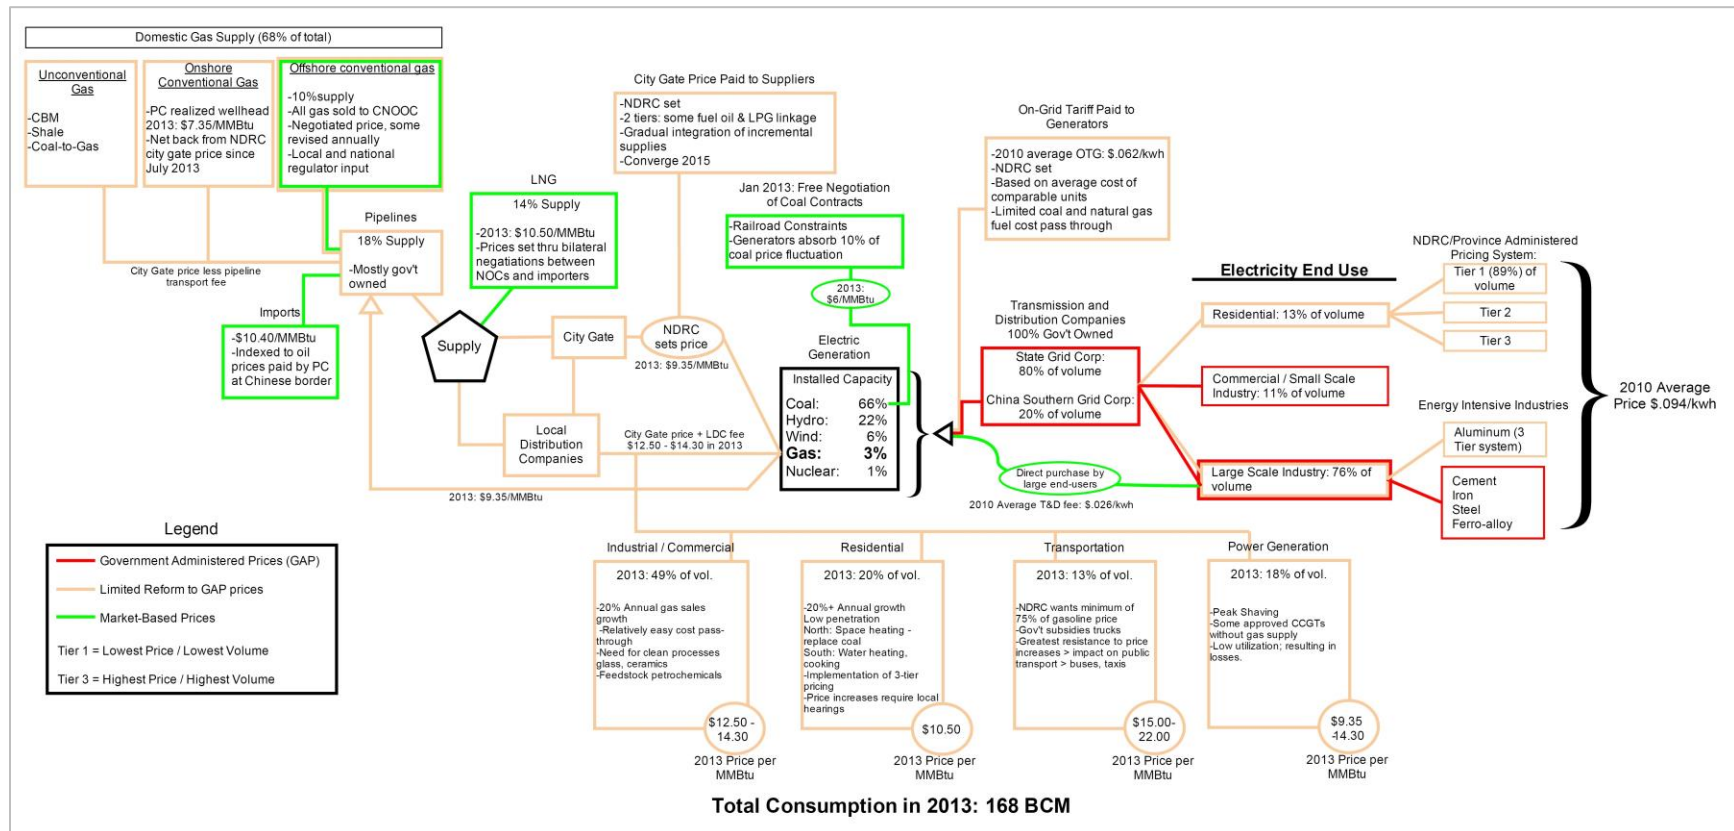 Domestic Gas Supply (68% of total)
Unconventional
Gas
-CBM
-Shale
-Coal-to-Gas
Onshore
Conventional Gas
-PC realized wellhead
2013: $7.35/MMBtu
-Net back from NDRC
city gate price since
July 2013
Offshore conventional gas
-10%supply
-All gas sold to CNOOC
-Negotiated price, some
revised annually
-Local and national
regulator input
City Gate price less pipeline
transport fee
Pipelines
18% Supply
-Mostly gov't
owned
Imports
-$10.40/MMBtu
-Indexed to oil
prices paid by PC
at Chinese border
LNG
14% Supply
-2013: $10.50/MMBtu
-Prices set thru bilateral
negatiations between
NOCs and importers
Supply
City Gate Price Paid to Suppliers
-NDRC set
-2 tiers: some fuel oil & LPG linkage
-Gradual integration of incremental
supplies
-Converge 2015
City Gate
NDRC
sets price
2013: $9.35/MMBtu
Local
Distribution
Companies
City Gate price + LDC fee
$12.50 - $14.30 in 2013
2013: $9.35/MMBtu
Jan 2013: Free Negotiation
of Coal Contracts
-Railroad Constraints
-Generators absorb 10% of
coal price fluctuation
2013:
$6/MMBtu
Electric
Generation
Installed Capacity
Coal: 66%
Hydro: 22%
Wind: 6%
Gas: 3%
Nuclear: 1%
On-Grid Tariff Paid to
Generators
-2010 average OTG: $.062/kwh
-NDRC set
-Based on average cost of
comparable units
-Limited coal and natural gas
fuel cost pass through
Transmission and
Distribution Companies
100% Gov't Owned
State Grid Corp:
80% of volume
China Southern Grid Corp:
20% of volume
Direct purchase by
large end-users
2010 Average T&D fee: $.026/kwh
Electricity End Use
Residential: 13% of volume
Commercial / Small Scale
Industry: 11% of volume
Large Scale Industry: 76% of
volume
NDRC/Province Administered
Pricing System:
Tier 1 (89%) of
volume
Tier 2
Tier 3
Energy Intensive Industries
Aluminum (3
Tier system)
Cement
Iron
Steel
Ferro-alloy
2010 Average
Price $.094/kwh
Legend
Government Administered Prices (GAP)
Limited Reform to GAP prices
Market-Based Prices
Tier 1 = Lowest Price / Lowest Volume
Tier 3 = Highest Price / Highest Volume
Industrial / Commercial
2013: 49% of vol.
-20% Annual gas sales
growth
-Relatively easy cost pass-
through
-Need for clean processes
glass, ceramics
-Feedstock petrochemicals
$12.50 -
14.30
2013 Price per
MMBtu
Residential
2013: 20% of vol.
-20%+ Annual growth
Low penetration
North: Space heating -
replace coal
South: Water heating,
cooking
-Implementation of 3-tier
pricing
-Price increases require local
hearings
$10.50
2013 Price per
MMBtu
Transportation
2013: 13% of vol.
-NDRC wants minimum of
75% of gasoline price
-Gov't subsidies trucks
-Greatest resistance to price
increases > impact on public
transport > buses, taxis
$15.00-
22.00
2013 Price per
MMBtu
Power Generation
2013: 18% of vol.
-Peak Shaving
-Some approved CCGTs
without gas supply
-Low utilization; resulting in
losses.
$9.35
-14.30
2013 Price per
MMBtu
Total Consumption in 2013: 168 BCM